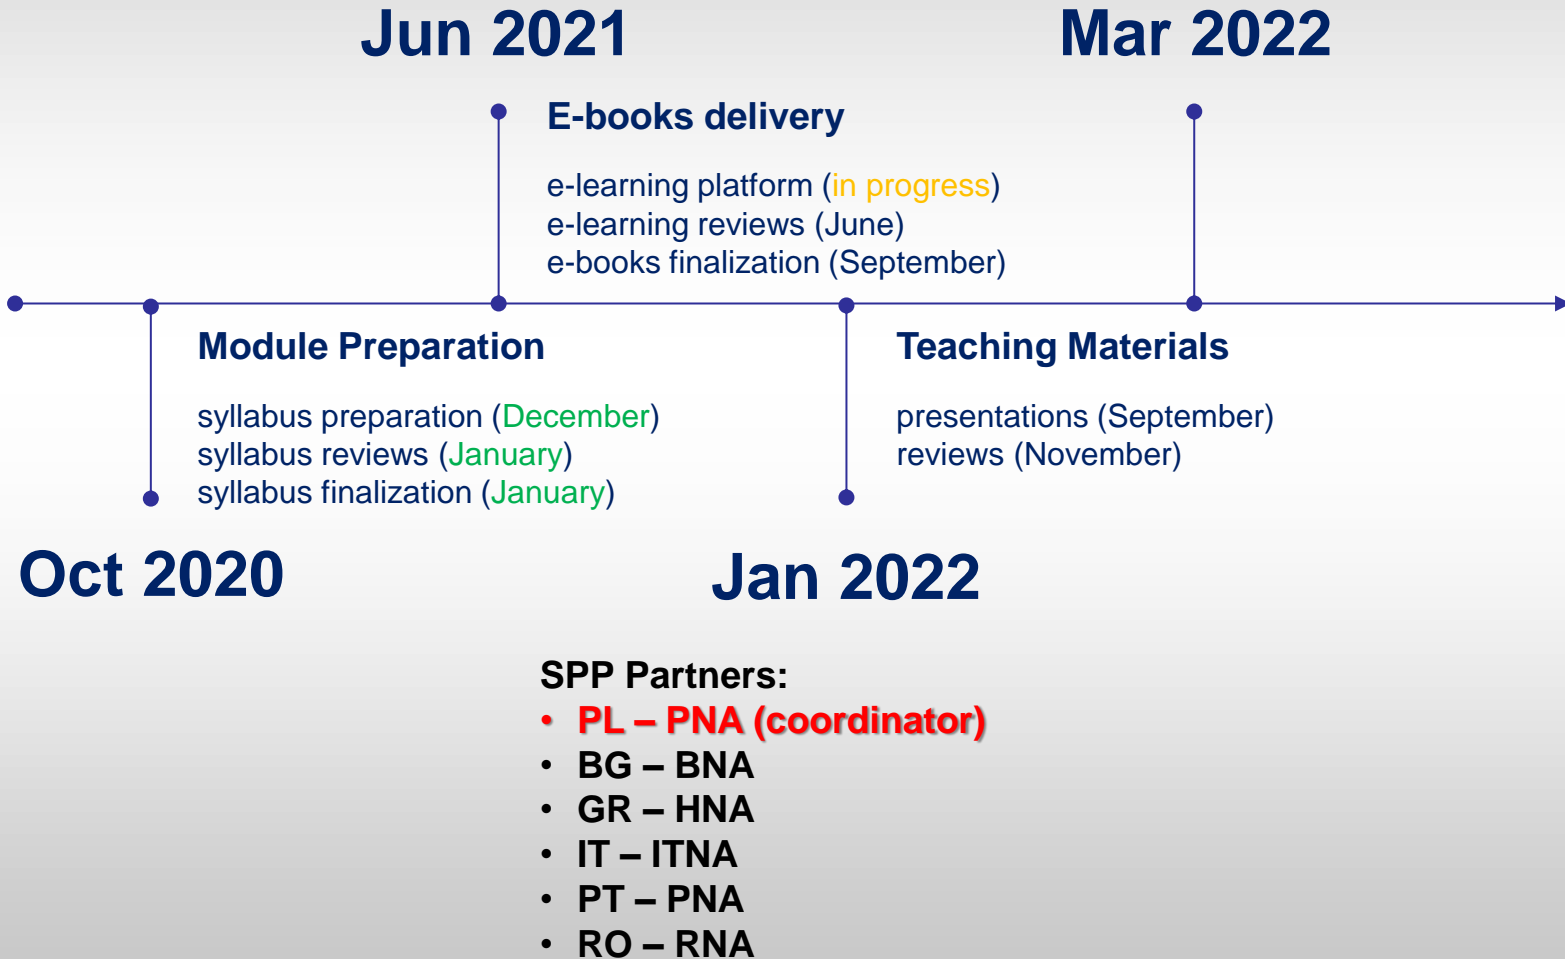 Jun 2021
Mar 2022
E-books delivery
e-learning platform (in progress)
e-learning reviews (June)
e-books finalization (September)
Module Preparation
syllabus preparation (December)
syllabus reviews (January)
syllabus finalization (January)
Teaching Materials
presentations (September)
reviews (November)
Oct 2020
Jan 2022
SPP Partners:
• PL – PNA (coordinator)
• BG – BNA
• GR – HNA
• IT – ITNA
• PT – PNA
• RO – RNA